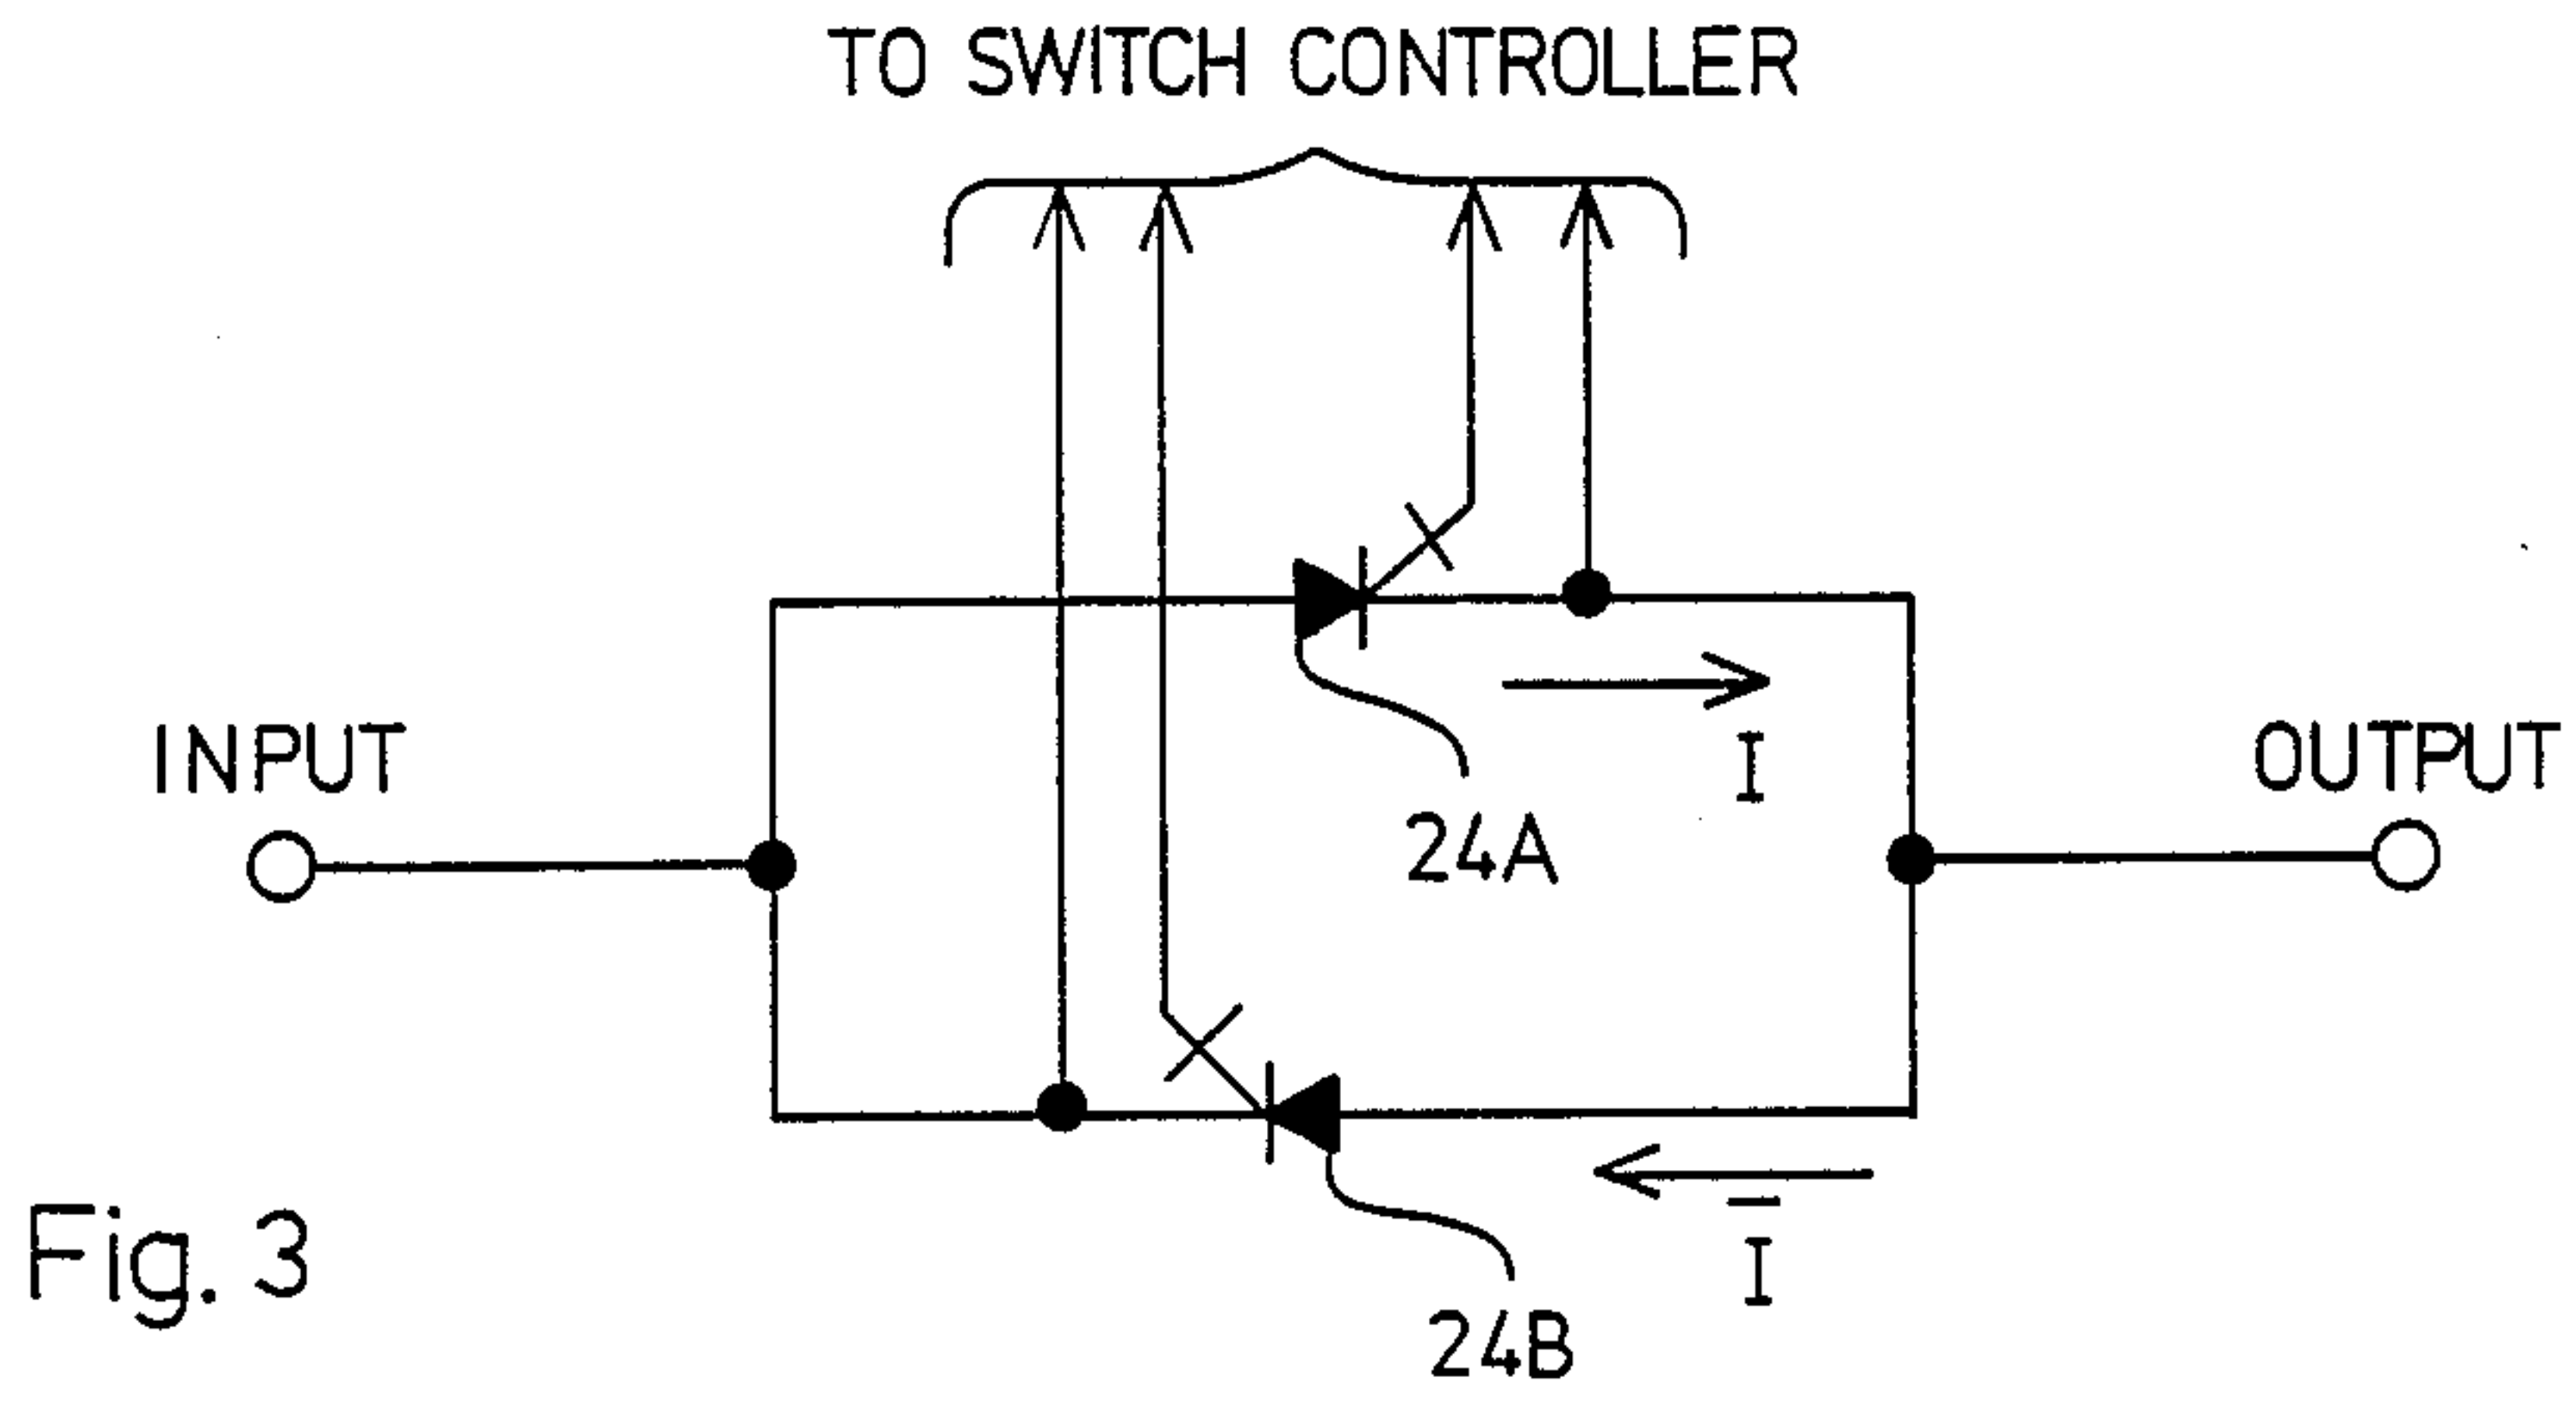 TO SWITCH CONTROLLER
INPUT
I
OUTPUT
24A
Ī
Fig. 3
24B